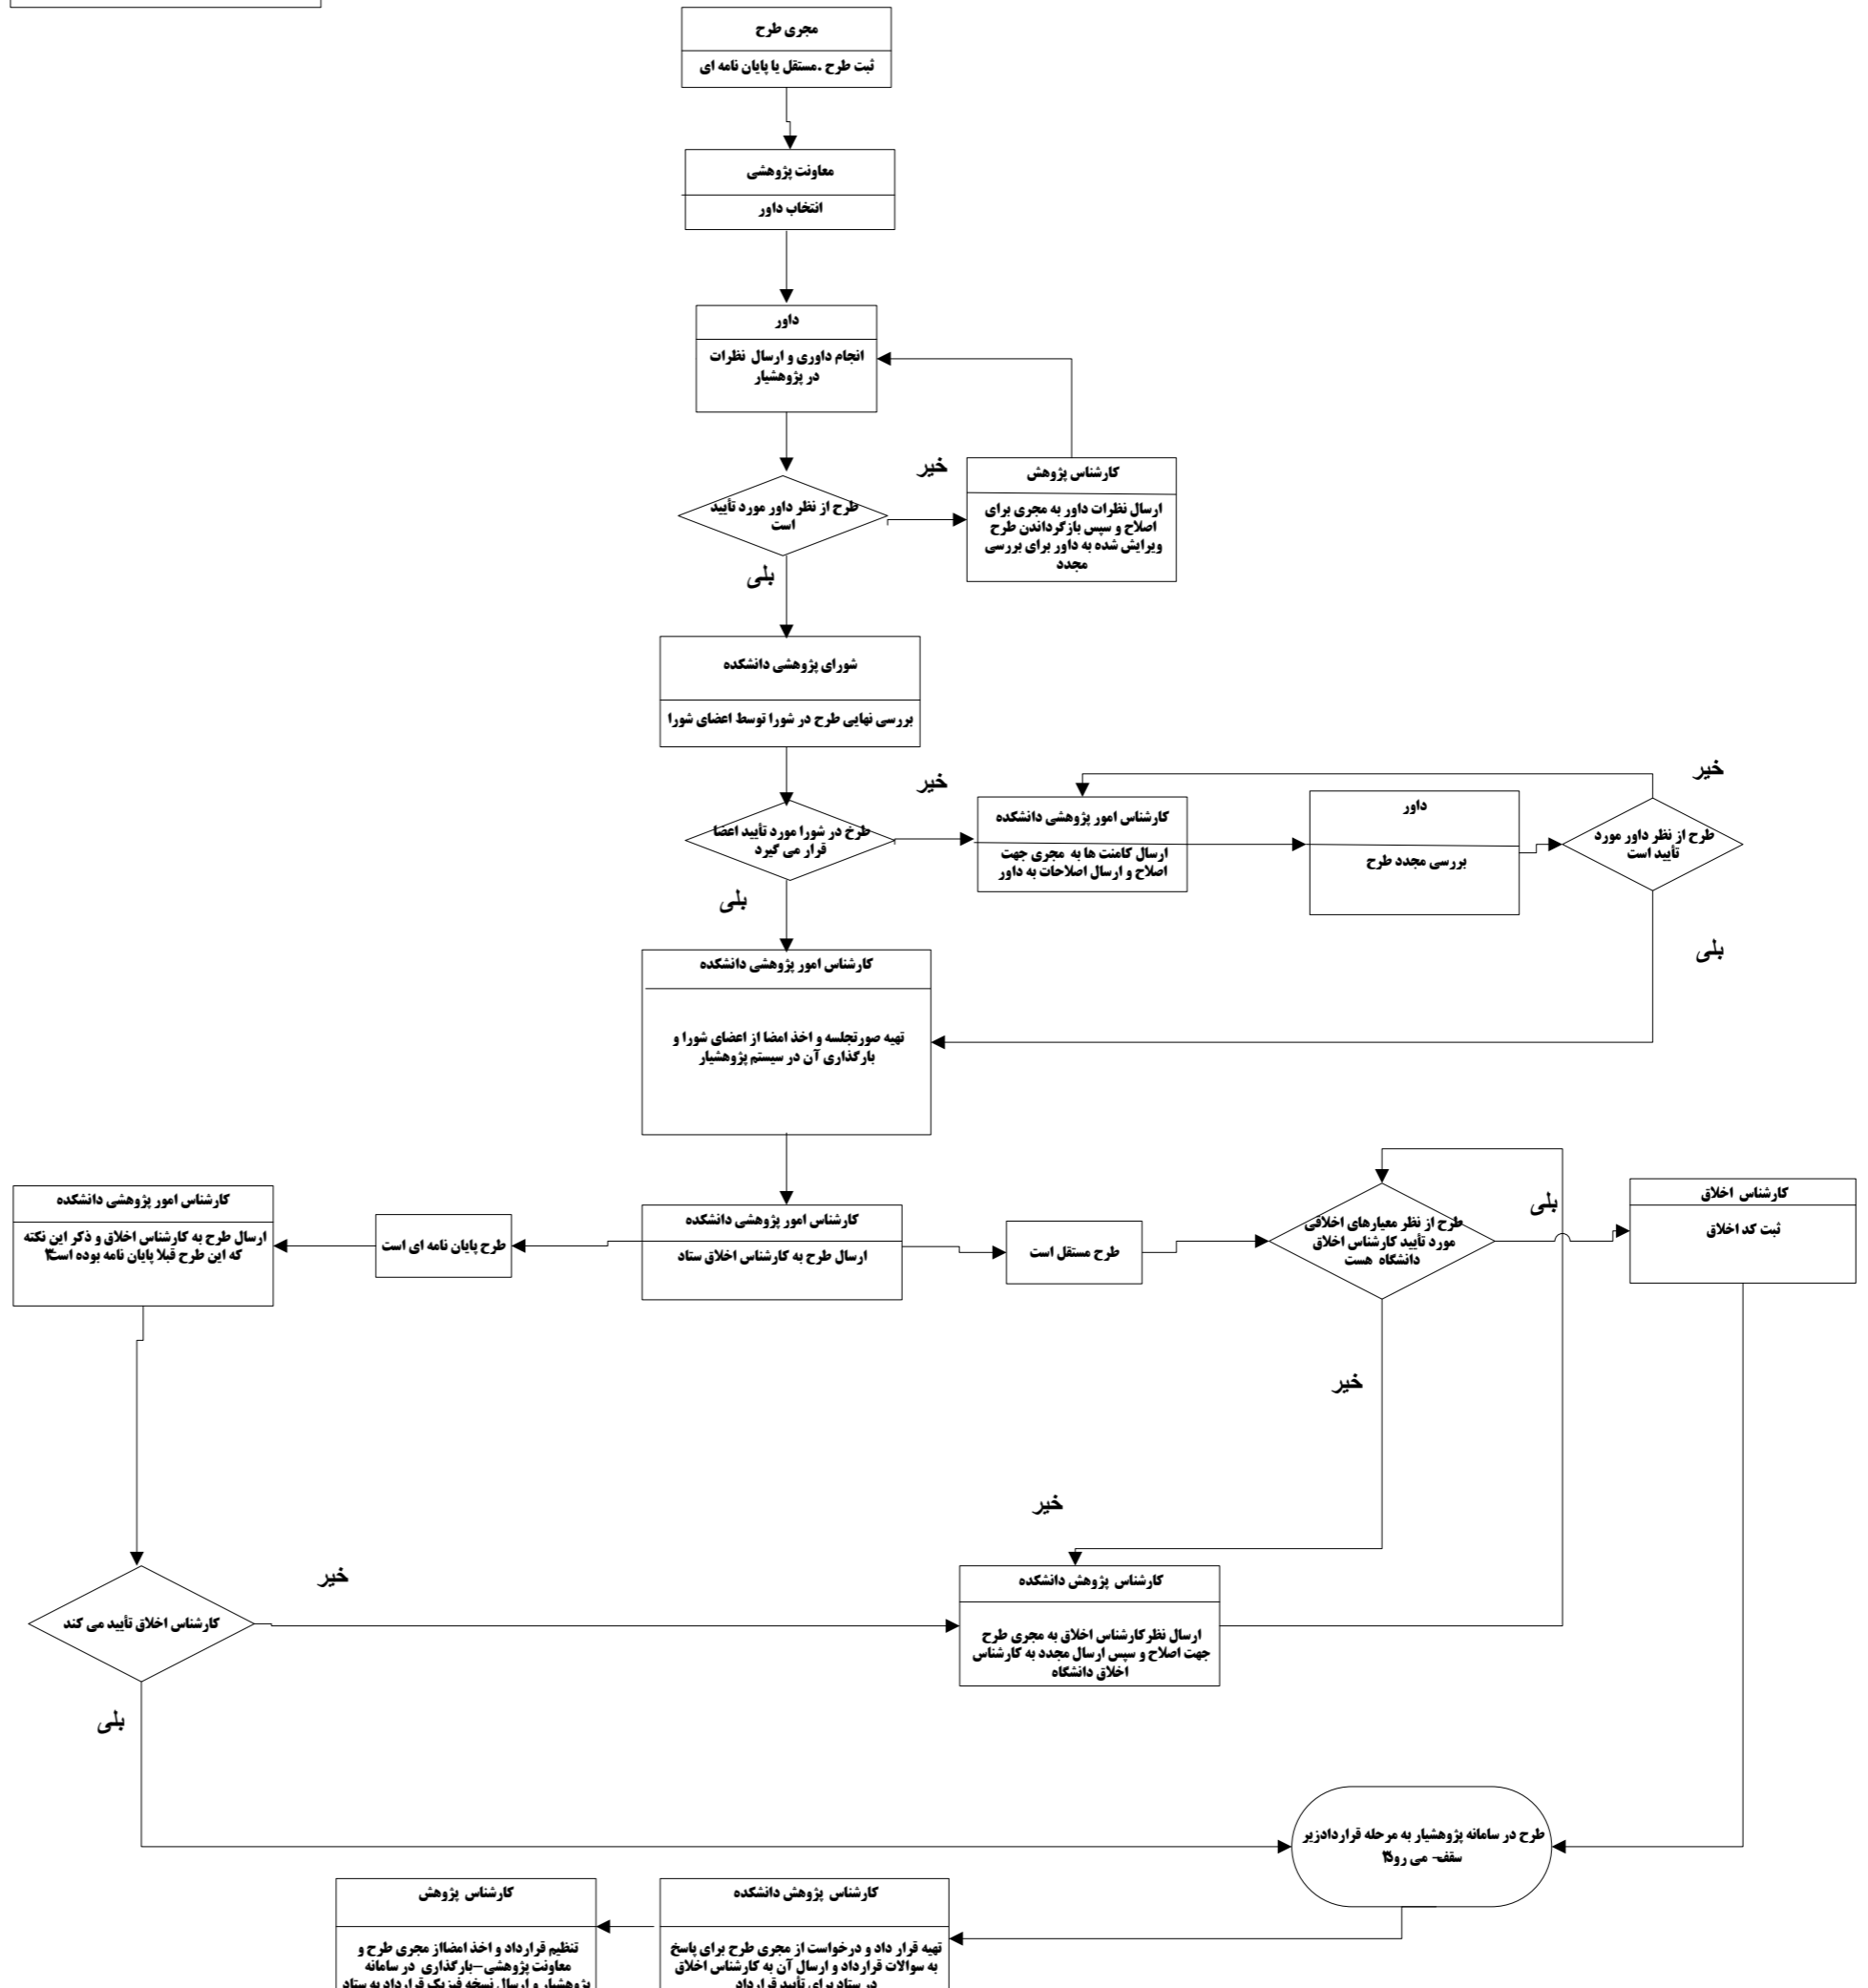 مجری طرح
ثبت طرح .مستقل یا پایان نامه ای
معاونت پژوهشی
انتخاب داور
داور
انجام داوری و ارسال نظرات
در پژوهشیار
طرح از نظر داور مورد تأیید
است
خیر
کارشناس پژوهش
ارسال نظرات داور به مجری برای
اصلاح و سپس بازگرداندن طرح
ویرایش شده به داور برای بررسی
مجدد
بلی
شورای پژوهشی دانشکده
بررسی نهایی طرح در شورا توسط اعضای شورا
طرح در شورا مورد تأیید اعضا
قرار می گیرد
خیر
کارشناس امور پژوهشی دانشکده
ارسال کامنت ها به مجری جهت
اصلاح و ارسال اصلاحات به داور
داور
بررسی مجدد طرح
خیر
طرح از نظر داور مورد
تأیید است
بلی
بلی
کارشناس امور پژوهشی دانشکده
تهیه صورتجلسه و اخذ امضا از اعضای شورا و
بارگذاری آن در سیستم پژوهشیار
کارشناس امور پژوهشی دانشکده
ارسال طرح به کارشناس اخلاق ستاد
طرح مستقل است
طرح از نظر معیارهای اخلاقی
مورد تأیید کارشناس اخلاق
دانشگاه هست
بلی
کارشناس اخلاق
ثبت کد اخلاق
طرح پایان نامه ای است
کارشناس امور پژوهشی دانشکده
ارسال طرح به کارشناس اخلاق و ذکر این نکته
که این طرح قبلا پایان نامه بوده است
خیر
خیر
کارشناس اخلاق تأیید می کند
خیر
کارشناس پژوهش دانشکده
ارسال نظرکارشناس اخلاق به مجری طرح
جهت اصلاح و سپس ارسال مجدد به کارشناس
اخلاق دانشگاه
بلی
طرح در سامانه پژوهشیار به مرحله قراردادزیر
سقف- می رود
کارشناس پژوهش دانشکده
تهیه قرار داد و درخواست از مجری طرح برای پاسخ
به سوالات قرارداد و ارسال آن به کارشناس اخلاق
در ستاد برای تأیید قرارداد
کارشناس پژوهش
تنظیم قرارداد و اخذ امضااز مجری طرح و
معاونت پژوهشی–بارگذاری در سامانه
پژوهشیار و ارسال نسخه فیزیک قرارداد به ستاد